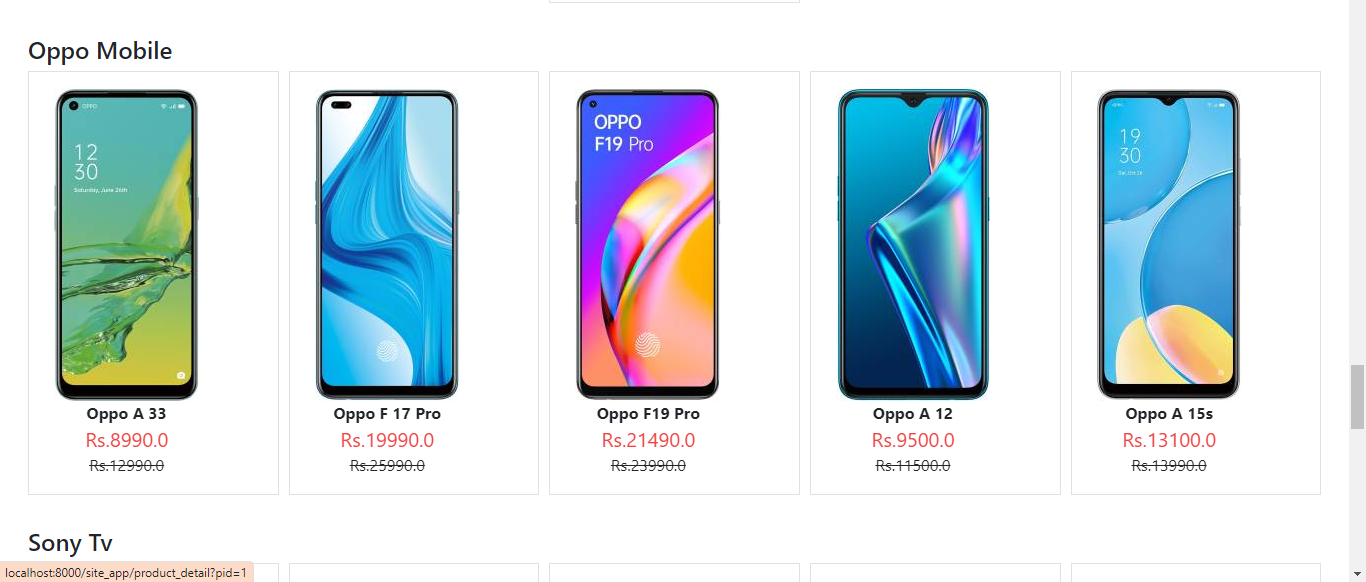 Oppo Mobile
OPPO
12
30
Saturday, June 26th
Oppo A 33
Rs.8990.0
Rs.12990.0
Oppo F 17 Pro
Rs.19990.0
Rs.25990.0
OPPO
F19 Pro
Oppo F19 Pro
Rs.21490.0
Rs.23990.0
Oppo A 12
Rs.9500.0
Rs.11500.0
19
30
Oppo A 15s
Rs.13100.0
Rs.13990.0
Sony Tv
localhost:8000/site_app/product_detail?pid=1